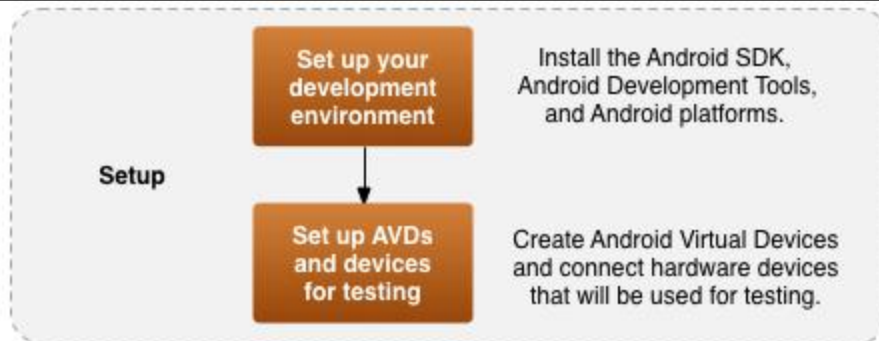 Set up your
development
environment
Install the Android SDK,
Android Development Tools,
and Android platforms.
Setup
Set up AVDs
and devices
for testing
Create Android Virtual Devices
and connect hardware devices
that will be used for testing.